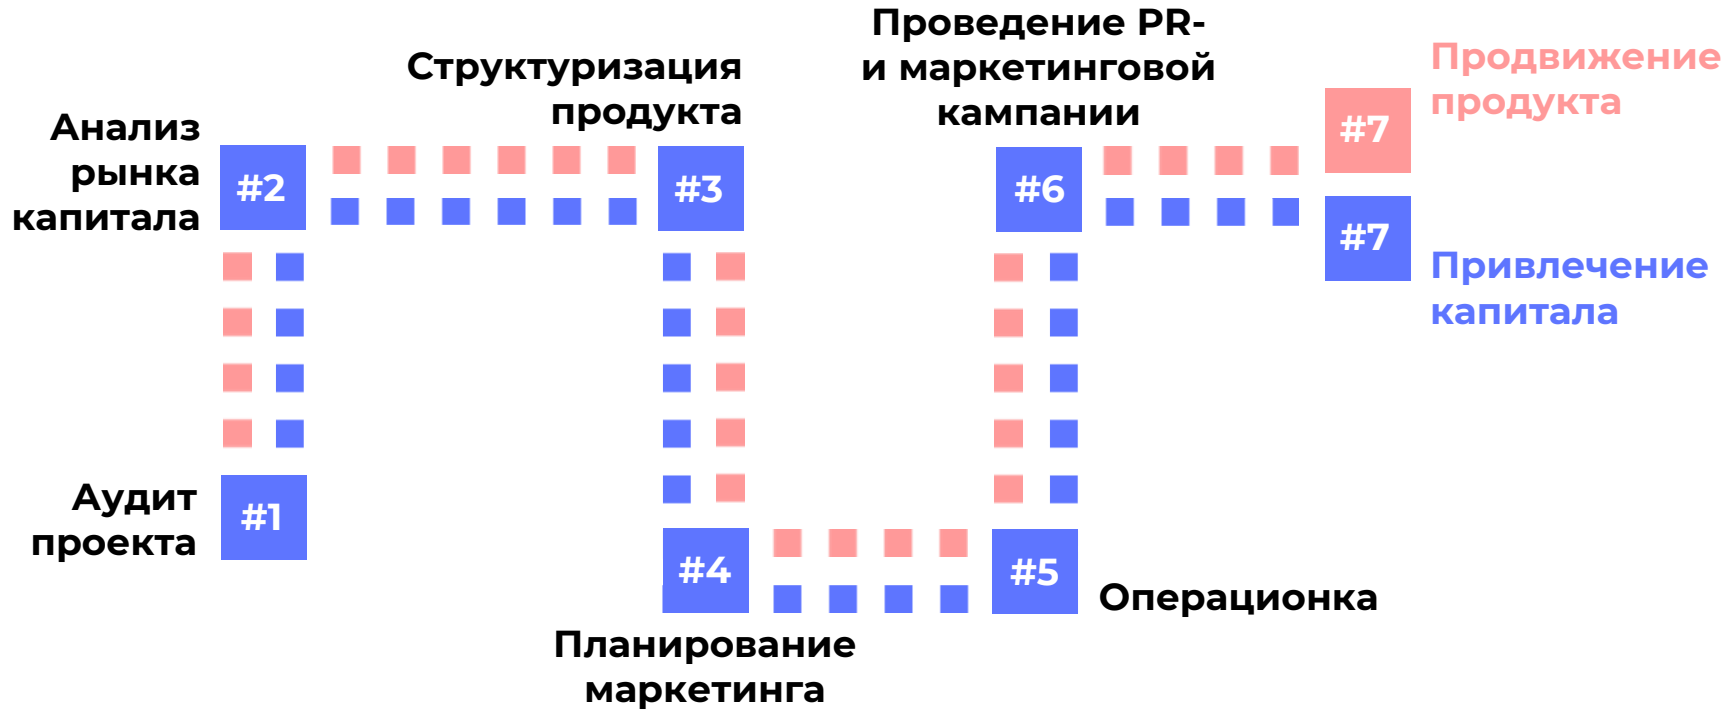 Аудит
проекта
#1
Анализ
рынка
капитала
#2
Структуризация
продукта
#3
#4
Планирование
маркетинга
#5
Операционка
Проведение PR-
и маркетинговой
кампании
#6
#7
Продвижение
продукта
#7
Привлечение
капитала